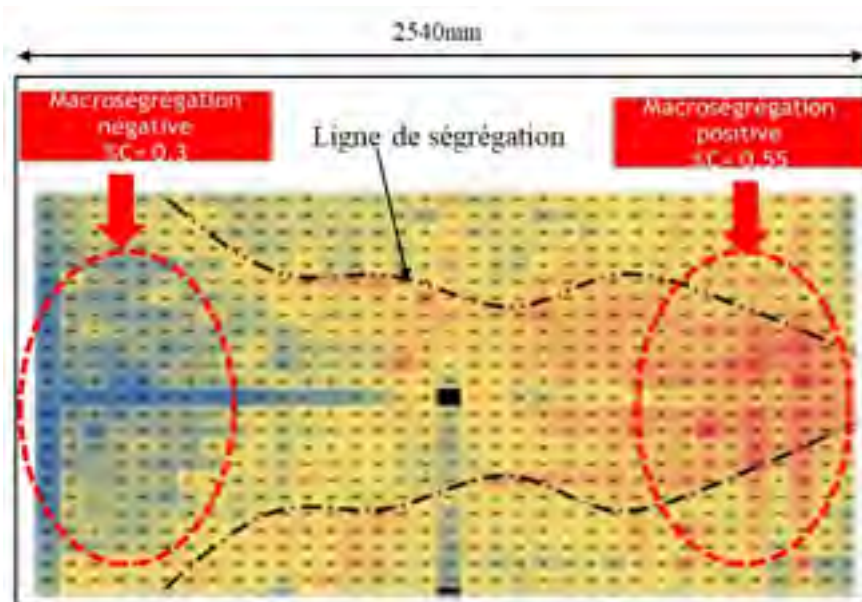 2540mm
Macroségrégation
négative
%C= 0.3
Ligne de ségrégation
Macroségrégation
positive
%C= 0.55